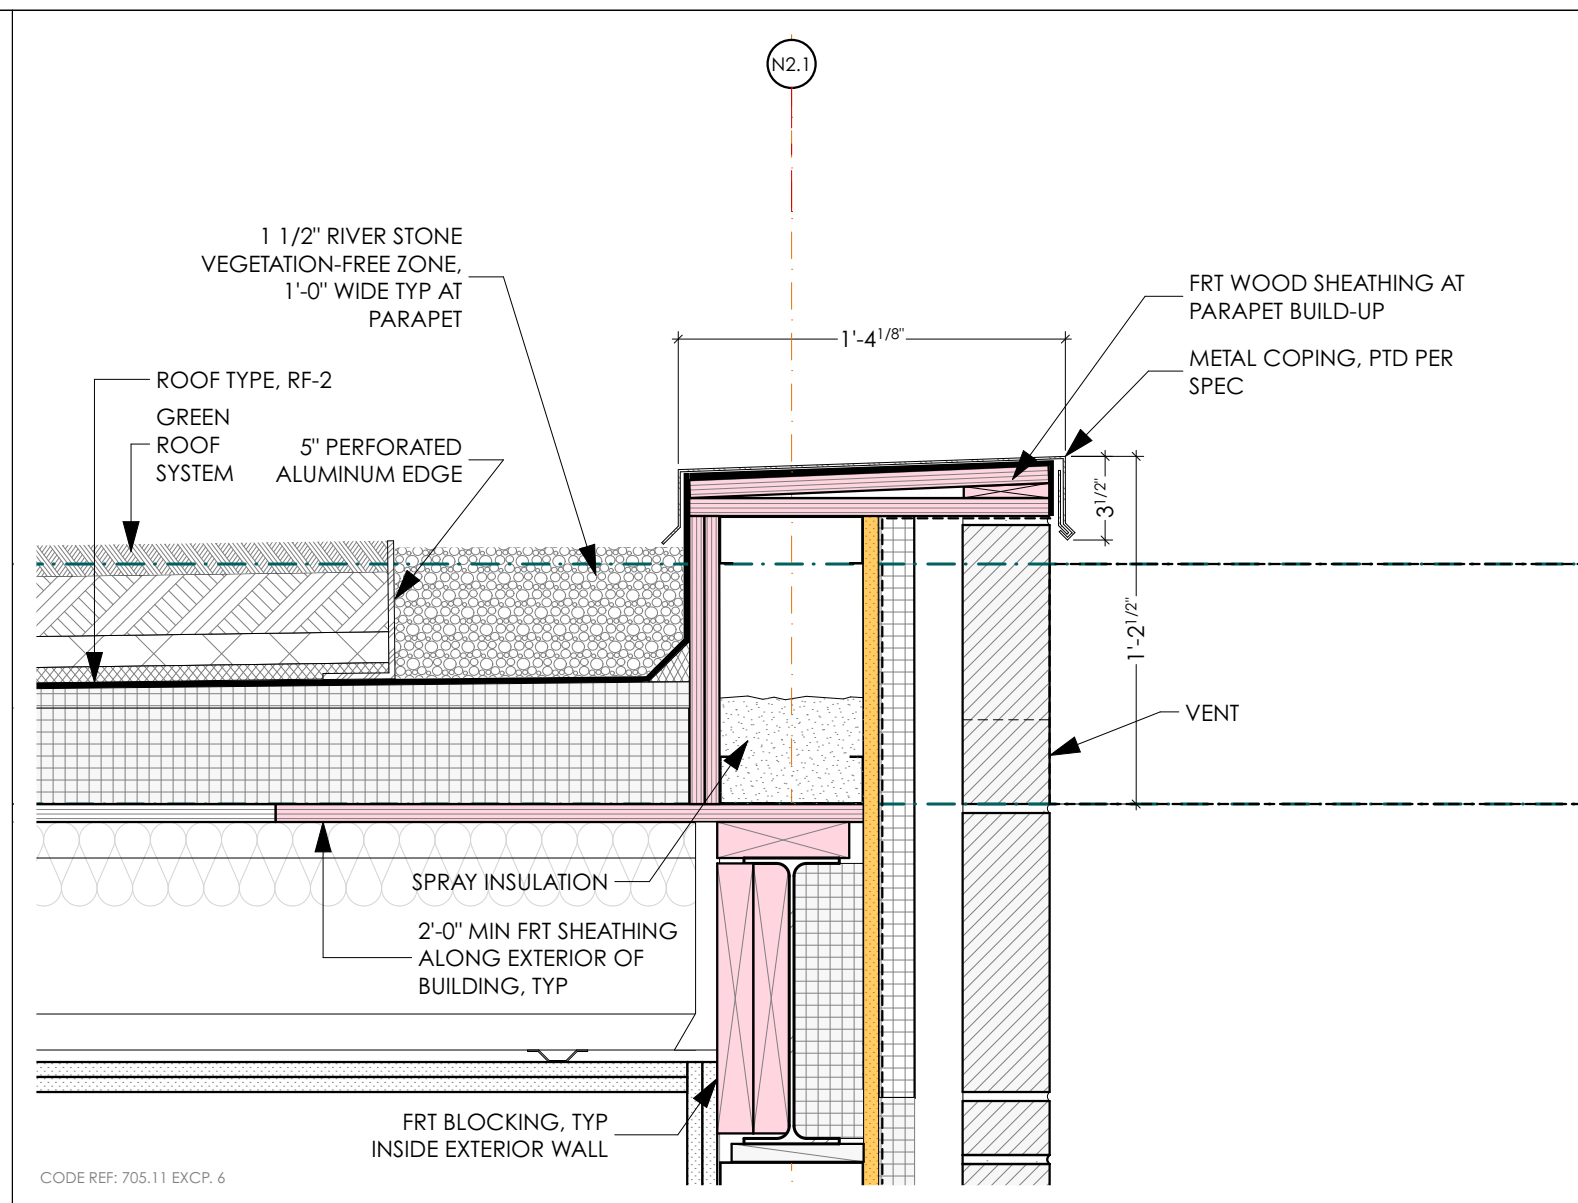 N2.1
1 1/2" RIVER STONE
VEGETATION-FREE ZONE,
1'-0" WIDE TYP AT
PARAPET
FRT WOOD SHEATHING AT
PARAPET BUILD-UP
1'-4 1/8"
METAL COPING, PTD PER
SPEC
ROOF TYPE, RF-2
GREEN
ROOF
SYSTEM
5" PERFORATED
ALUMINUM EDGE
3 1/2"
1'-2 1/2"
VENT
SPRAY INSULATION
2'-0" MIN FRT SHEATHING
ALONG EXTERIOR OF
BUILDING, TYP
FRT BLOCKING, TYP
INSIDE EXTERIOR WALL
CODE REF: 705.11 EXCP. 6